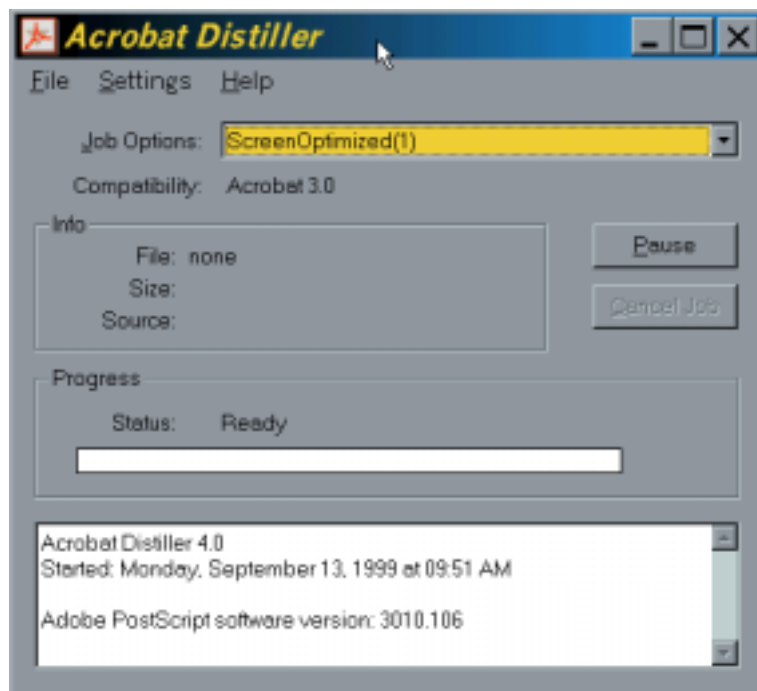 Acrobat Distiller
File Settings Help
Job Options: ScreenOptimized(1)
Compatibility: Acrobat 3.0
Info
File: none
Size:
Source:
Pause
Cancel Job
Progress
Status: Ready
Acrobat Distiller 4.0
Started: Monday, September 13, 1999 at 09:51 AM
Adobe PostScript software version: 3010.106